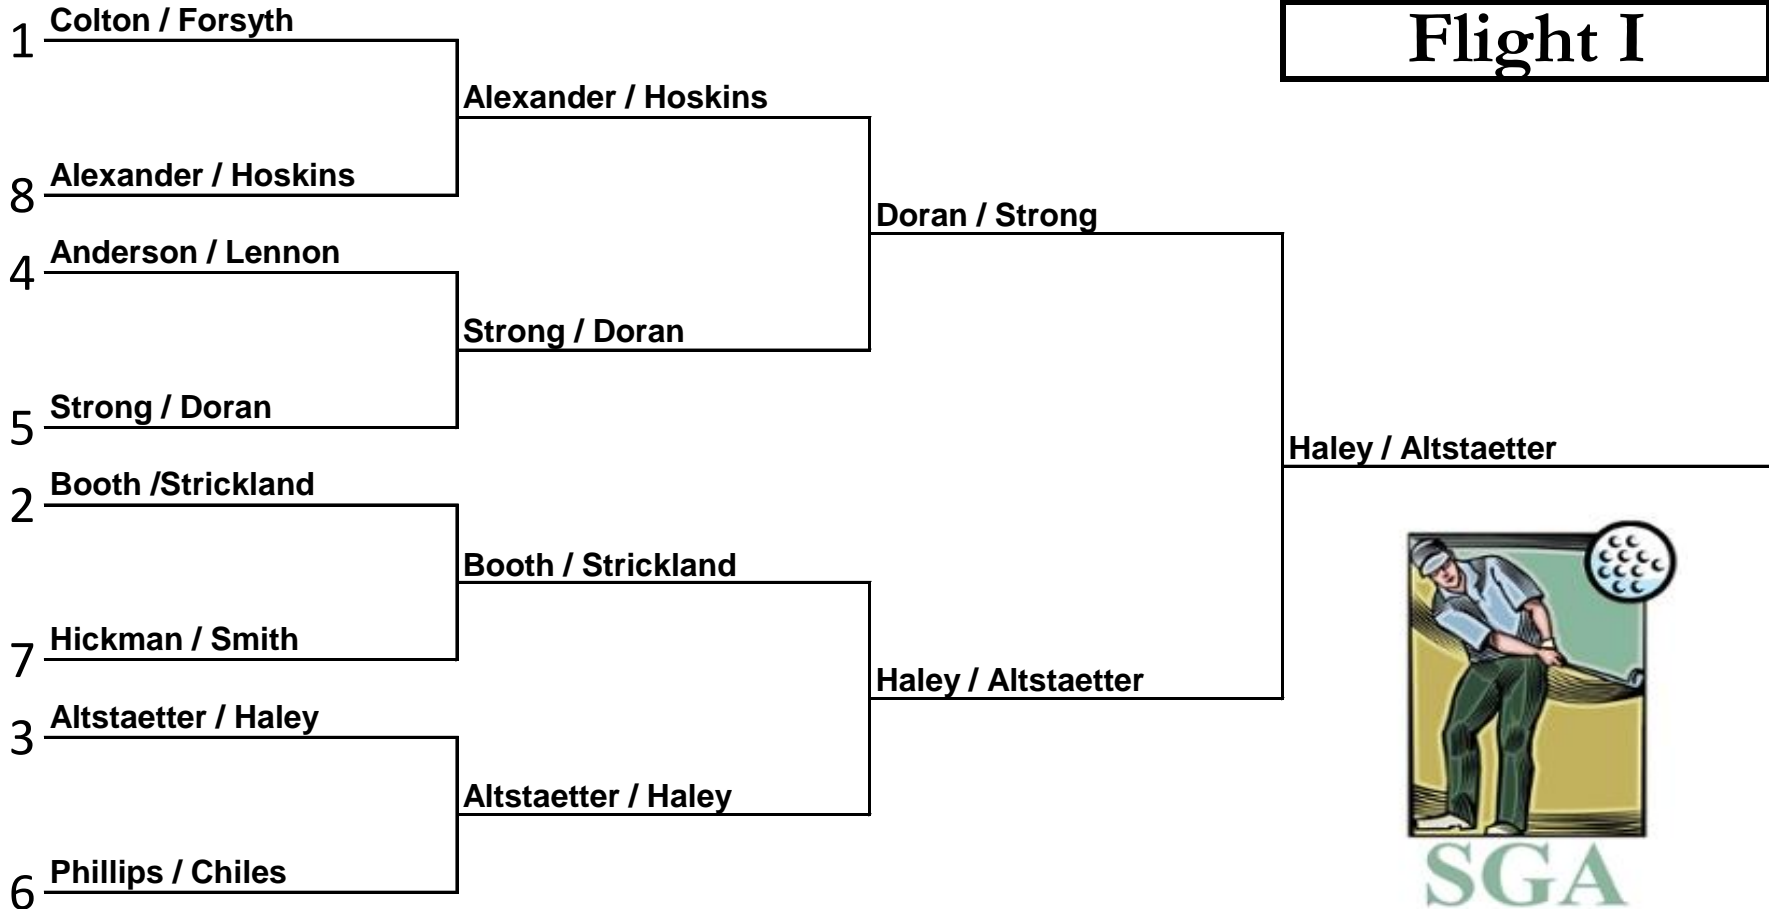 Flight I
1 Colton / Forsyth
8 Alexander / Hoskins
4 Anderson / Lennon
5 Strong / Doran
2 Booth /Strickland
7 Hickman / Smith
3 Altstaetter / Haley
6 Phillips / Chiles
Alexander / Hoskins
Strong / Doran
Booth / Strickland
Altstaetter / Haley
Doran / Strong
Haley / Altstaetter
Haley / Altstaetter
SGA